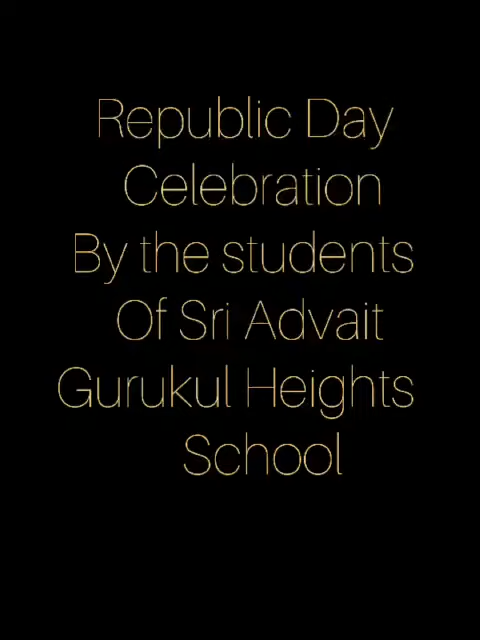 Republic Day
Celebration
By the students
Of Sri Advait
Gurukul Heights
School